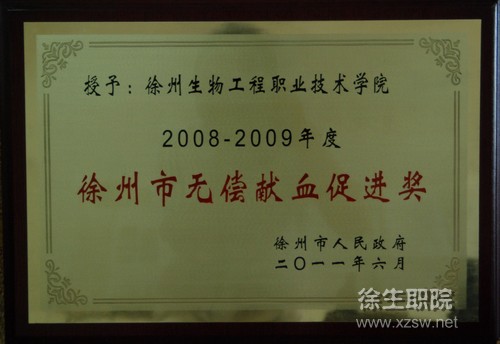 授予：徐州生物工程职业技术学院
2008-2009年度
徐州市无偿献血促进奖
徐州市人民政府
二〇一一年六月
徐生职院
www.xzsw.net